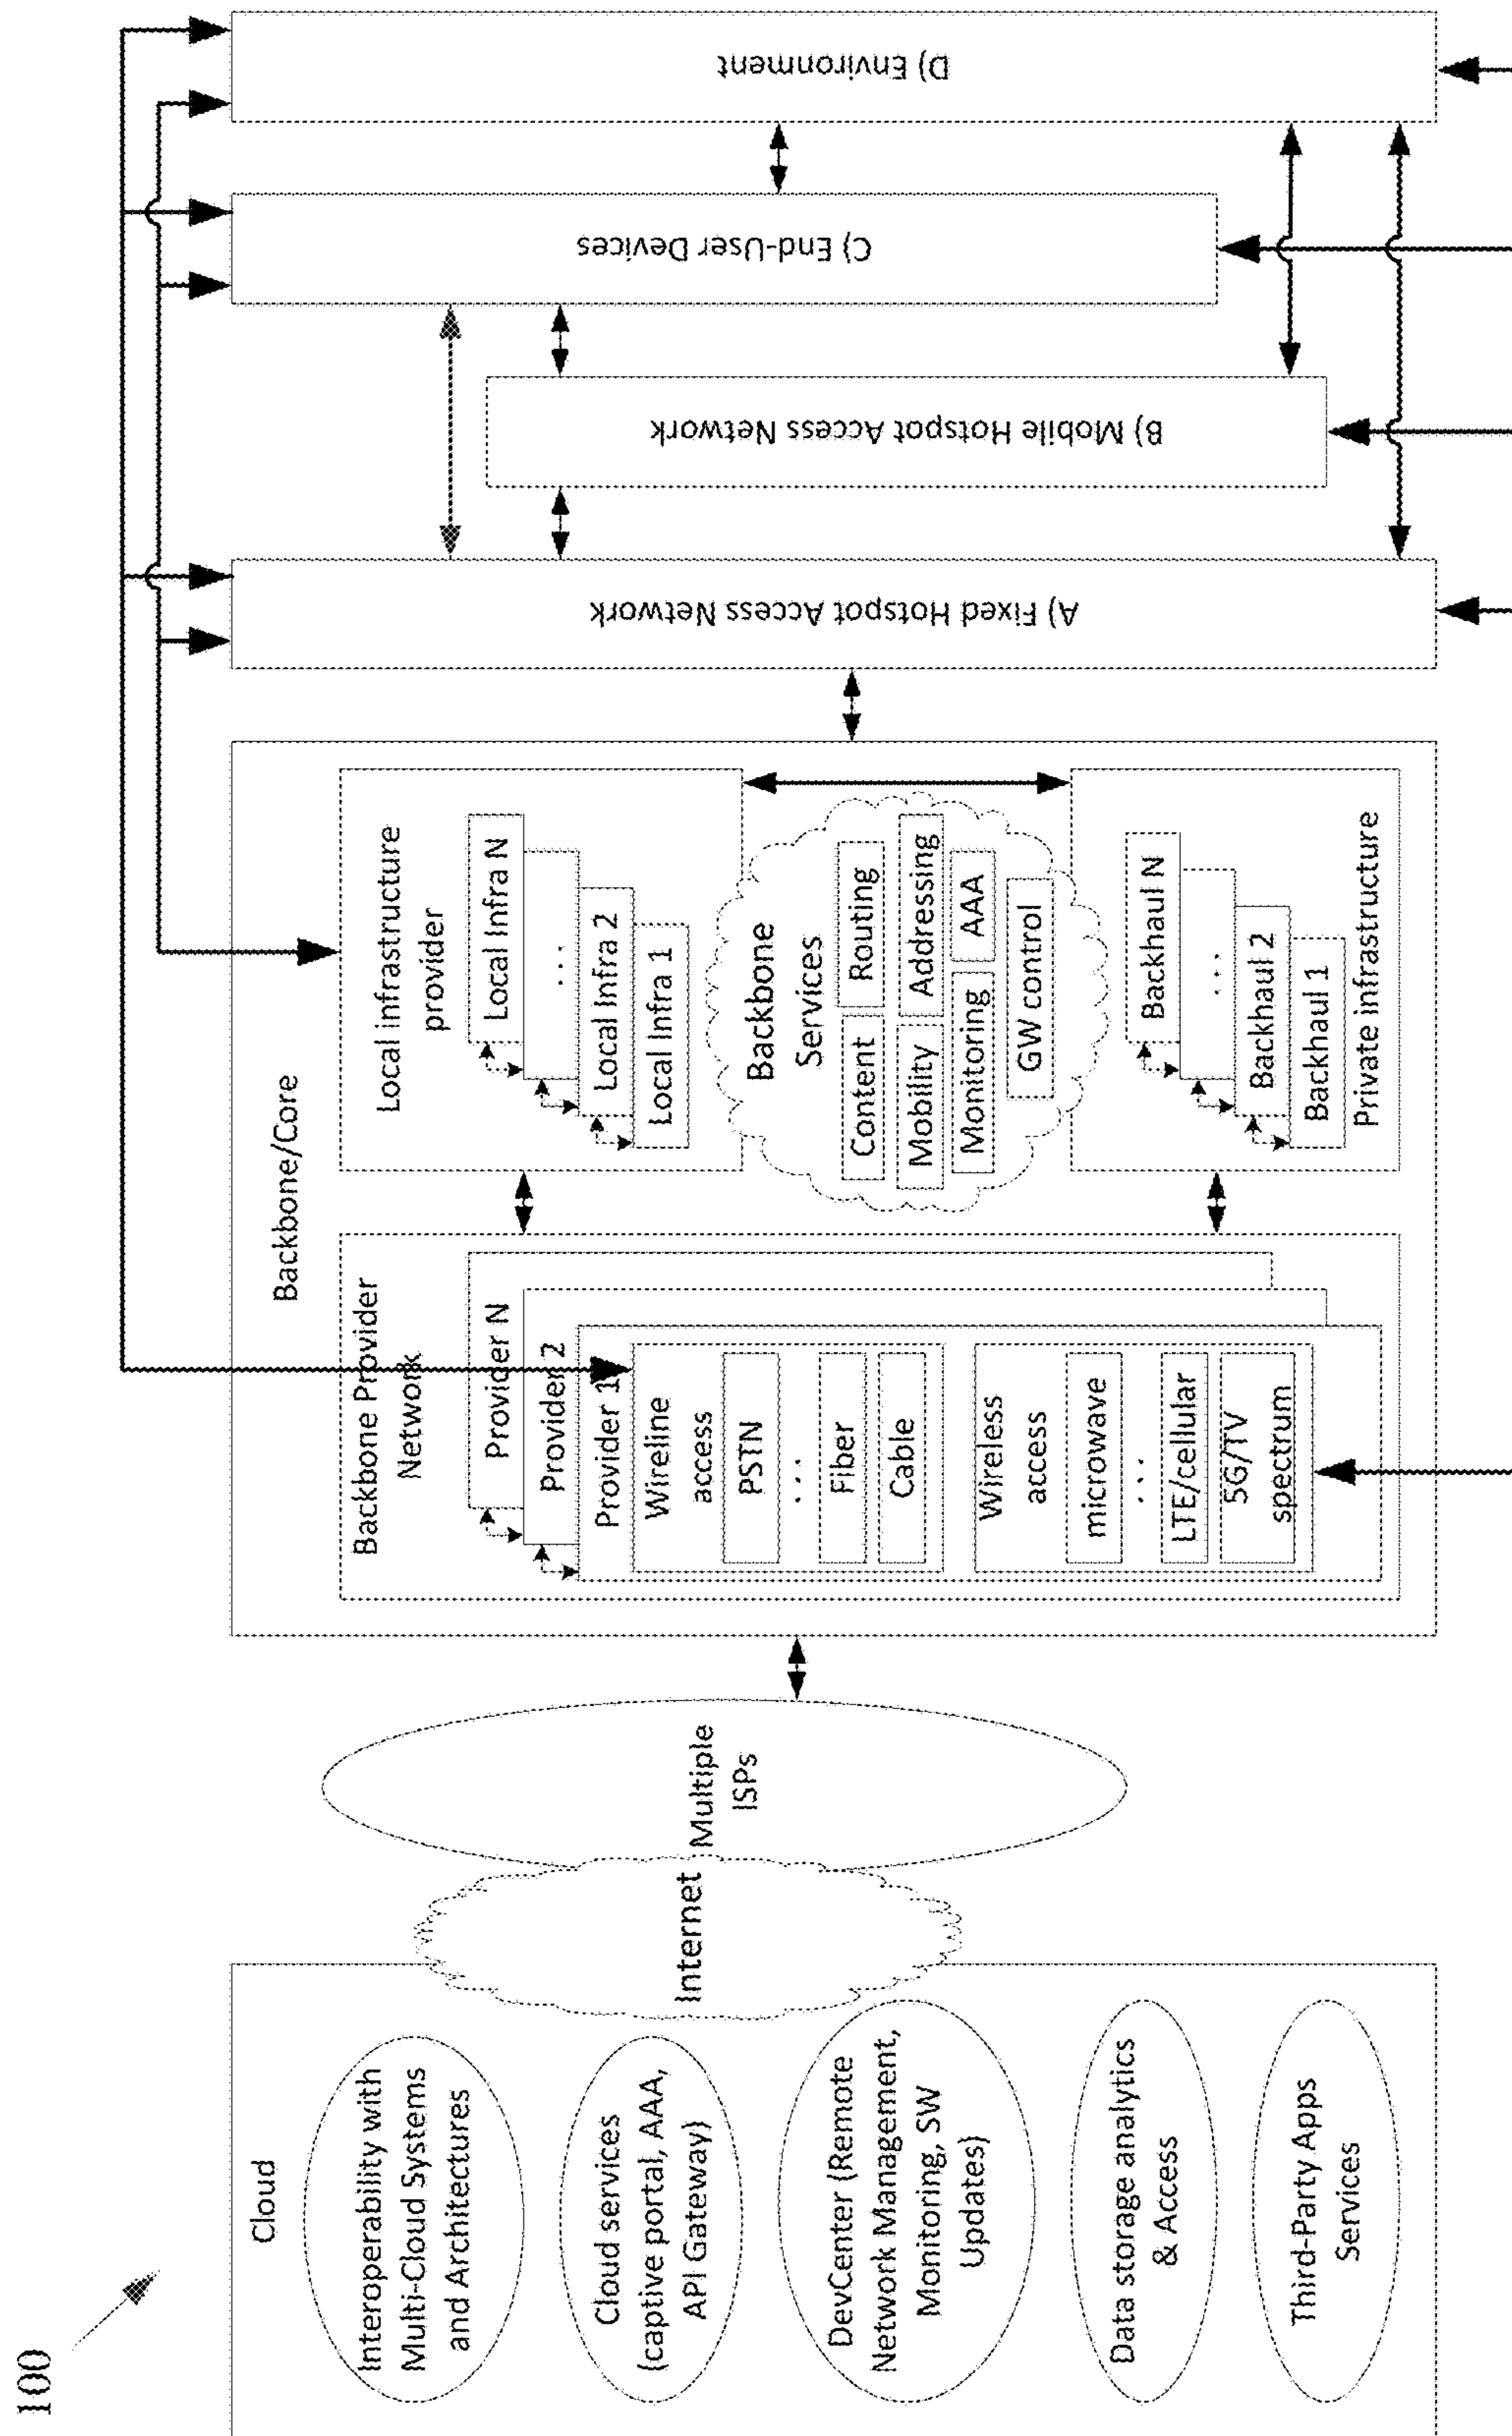 100
Cloud
Interoperability with
Multi-Cloud Systems
and Architectures
Cloud services
(captive portal, AAA,
API Gateway)
DevCenter (Remote
Network Management,
Monitoring, SW
Updates)
Data storage analytics
& Access
Third-Party Apps
Services
Internet
Multiple
ISPs
Backbone/Core
Backbone Provider
Network
Provider N
Provider 2
Provider 1
Wireline
access
PSTN
...
Fiber
Cable
Wireless
access
microwave
...
LTE/cellular
5G/TV
spectrum
Local infrastructure
provider
Local Infra N
...
Local Infra 2
Local Infra 1
Backbone
Services
Content
Routing
Mobility
Addressing
Monitoring
AAA
GW control
Backhaul N
...
Backhaul 2
Backhaul 1
Private infrastructure
A) Fixed Hotspot Access Network
B) Mobile Hotspot Access Network
C) End-User Devices
D) Environment